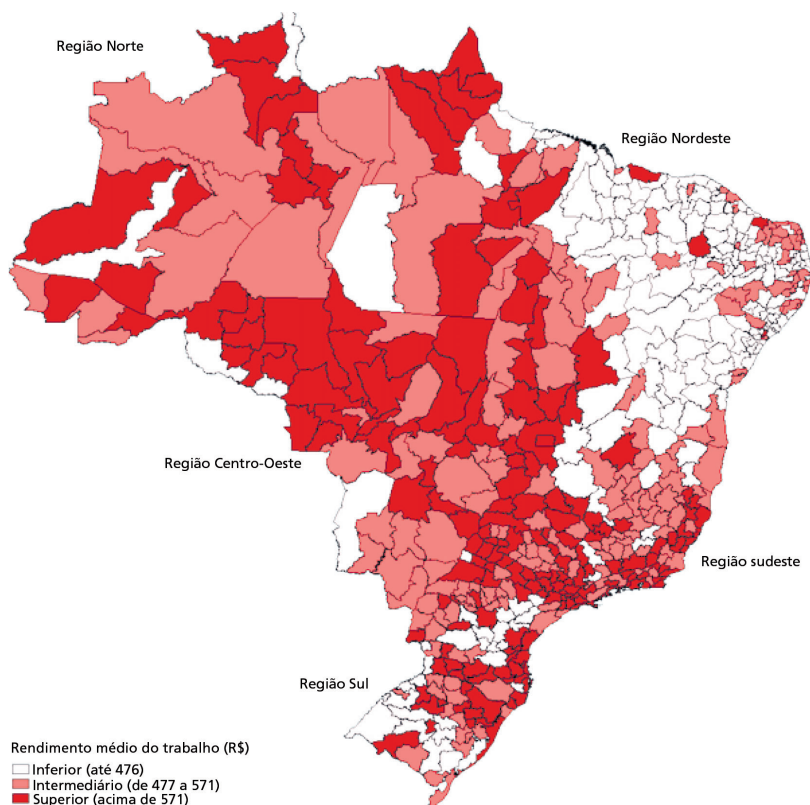 Região Norte
Região Nordeste
Região Centro-Oeste
Região sudeste
Região Sul
Rendimento médio do trabalho (R$)
Inferior (até 476)
Intermediário (de 477 a 571)
Superior (acima de 571)